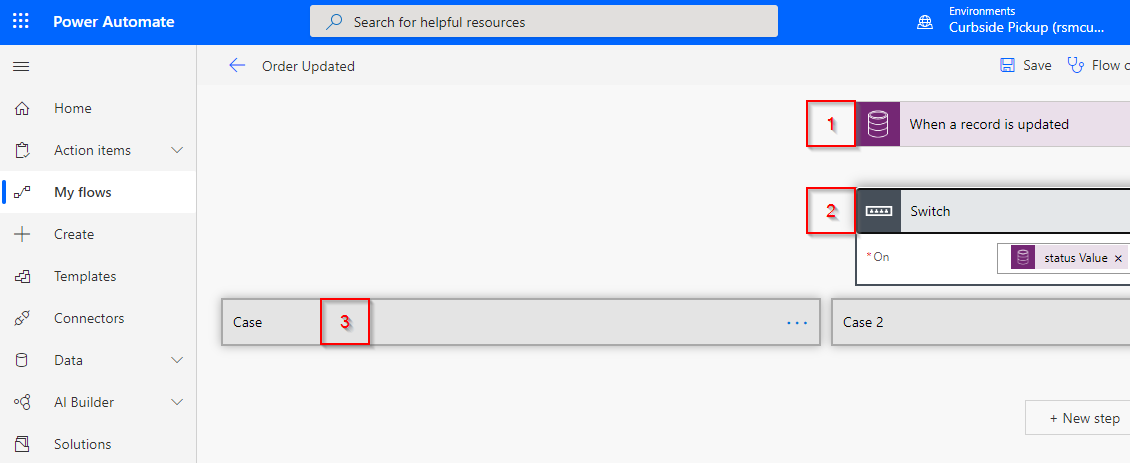 Power Automate
Search for helpful resources
Environments
Curbside Pickup (rsmcu...
Order Updated
Save
Flow c
Home
Action items
My flows
Create
Templates
Connectors
Data
AI Builder
Solutions
1
When a record is updated
2
Switch
* On
status Value ×
Case
3
...
Case 2
+ New step